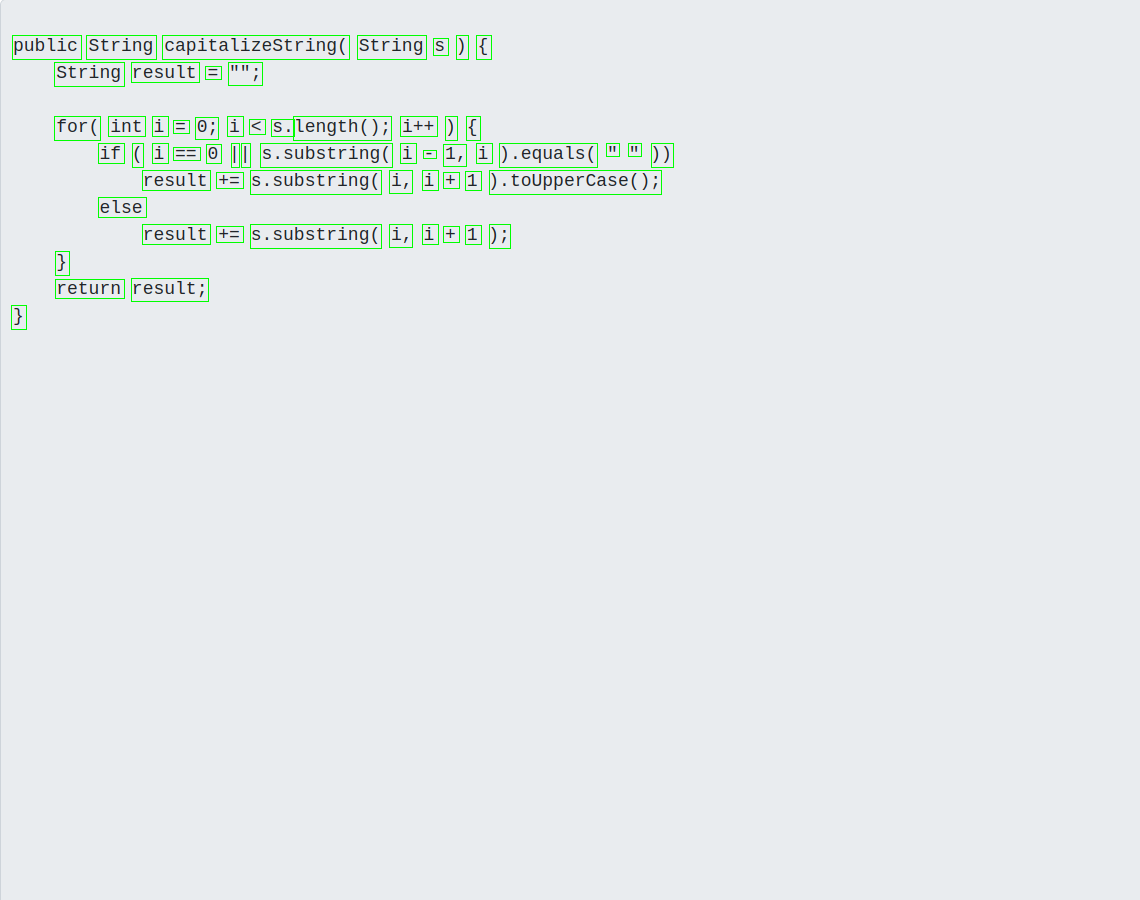 public String capitalizeString( String s ) {
    String result = "";
    for( int i = 0; i < s.length(); i++ ) {
        if ( i == 0 || s.substring( i - 1, i ).equals( " " ))
            result += s.substring( i, i + 1 ).toUpperCase();
        else
            result += s.substring( i, i + 1 );
    }
    return result;
}